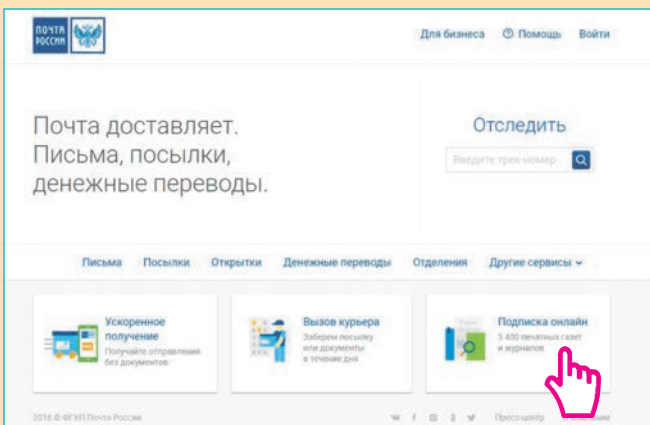 ПОЧТА РОССИИ
Для бизнеса Помощь Войти
Почта доставляет.
Письма, посылки,
денежные переводы.
Отследить
Введите трек-номер
Письма Посылки Открытки Денежные переводы Отделения Другие сервисы
Ускоренное
получение
Получайте отправления
без документов
Вызов курьера
Заберем посылку
или документы
в течение дня
Подписка онлайн
3 400 печатных газет
и журналов
2018 © ФГУП Почта России
Пресс-центр О компании